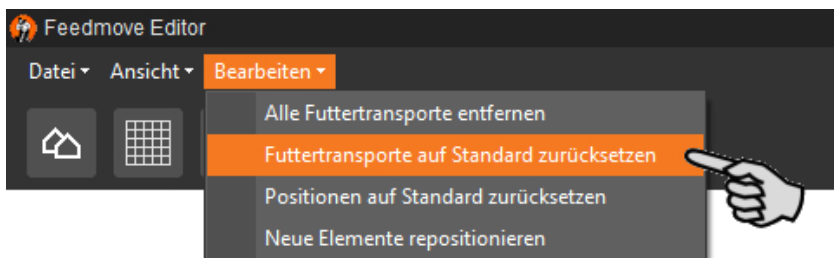 Feedmove Editor
Datei Ansicht Bearbeiten
Alle Futtertransporte entfernen
Futtertransporte auf Standard zurücksetzen
Positionen auf Standard zurücksetzen
Neue Elemente repositionieren